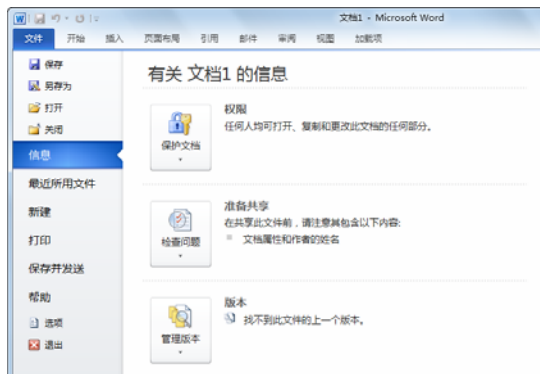 文档1 - Microsoft Word
文件 开始 插入 页面布局 引用 邮件 审阅 视图 加载项
保存
另存为
打开
关闭
信息
最近所用文件
新建
打印
保存并发送
帮助
选项
退出
有关 文档1 的信息
保护文档
权限
任何人均可打开、复制和更改此文档的任何部分。
检查问题
准备共享
在共享此文件前，请注意其包含以下内容:
文档属性和作者的姓名
管理版本
版本
找不到此文件的上一个版本。